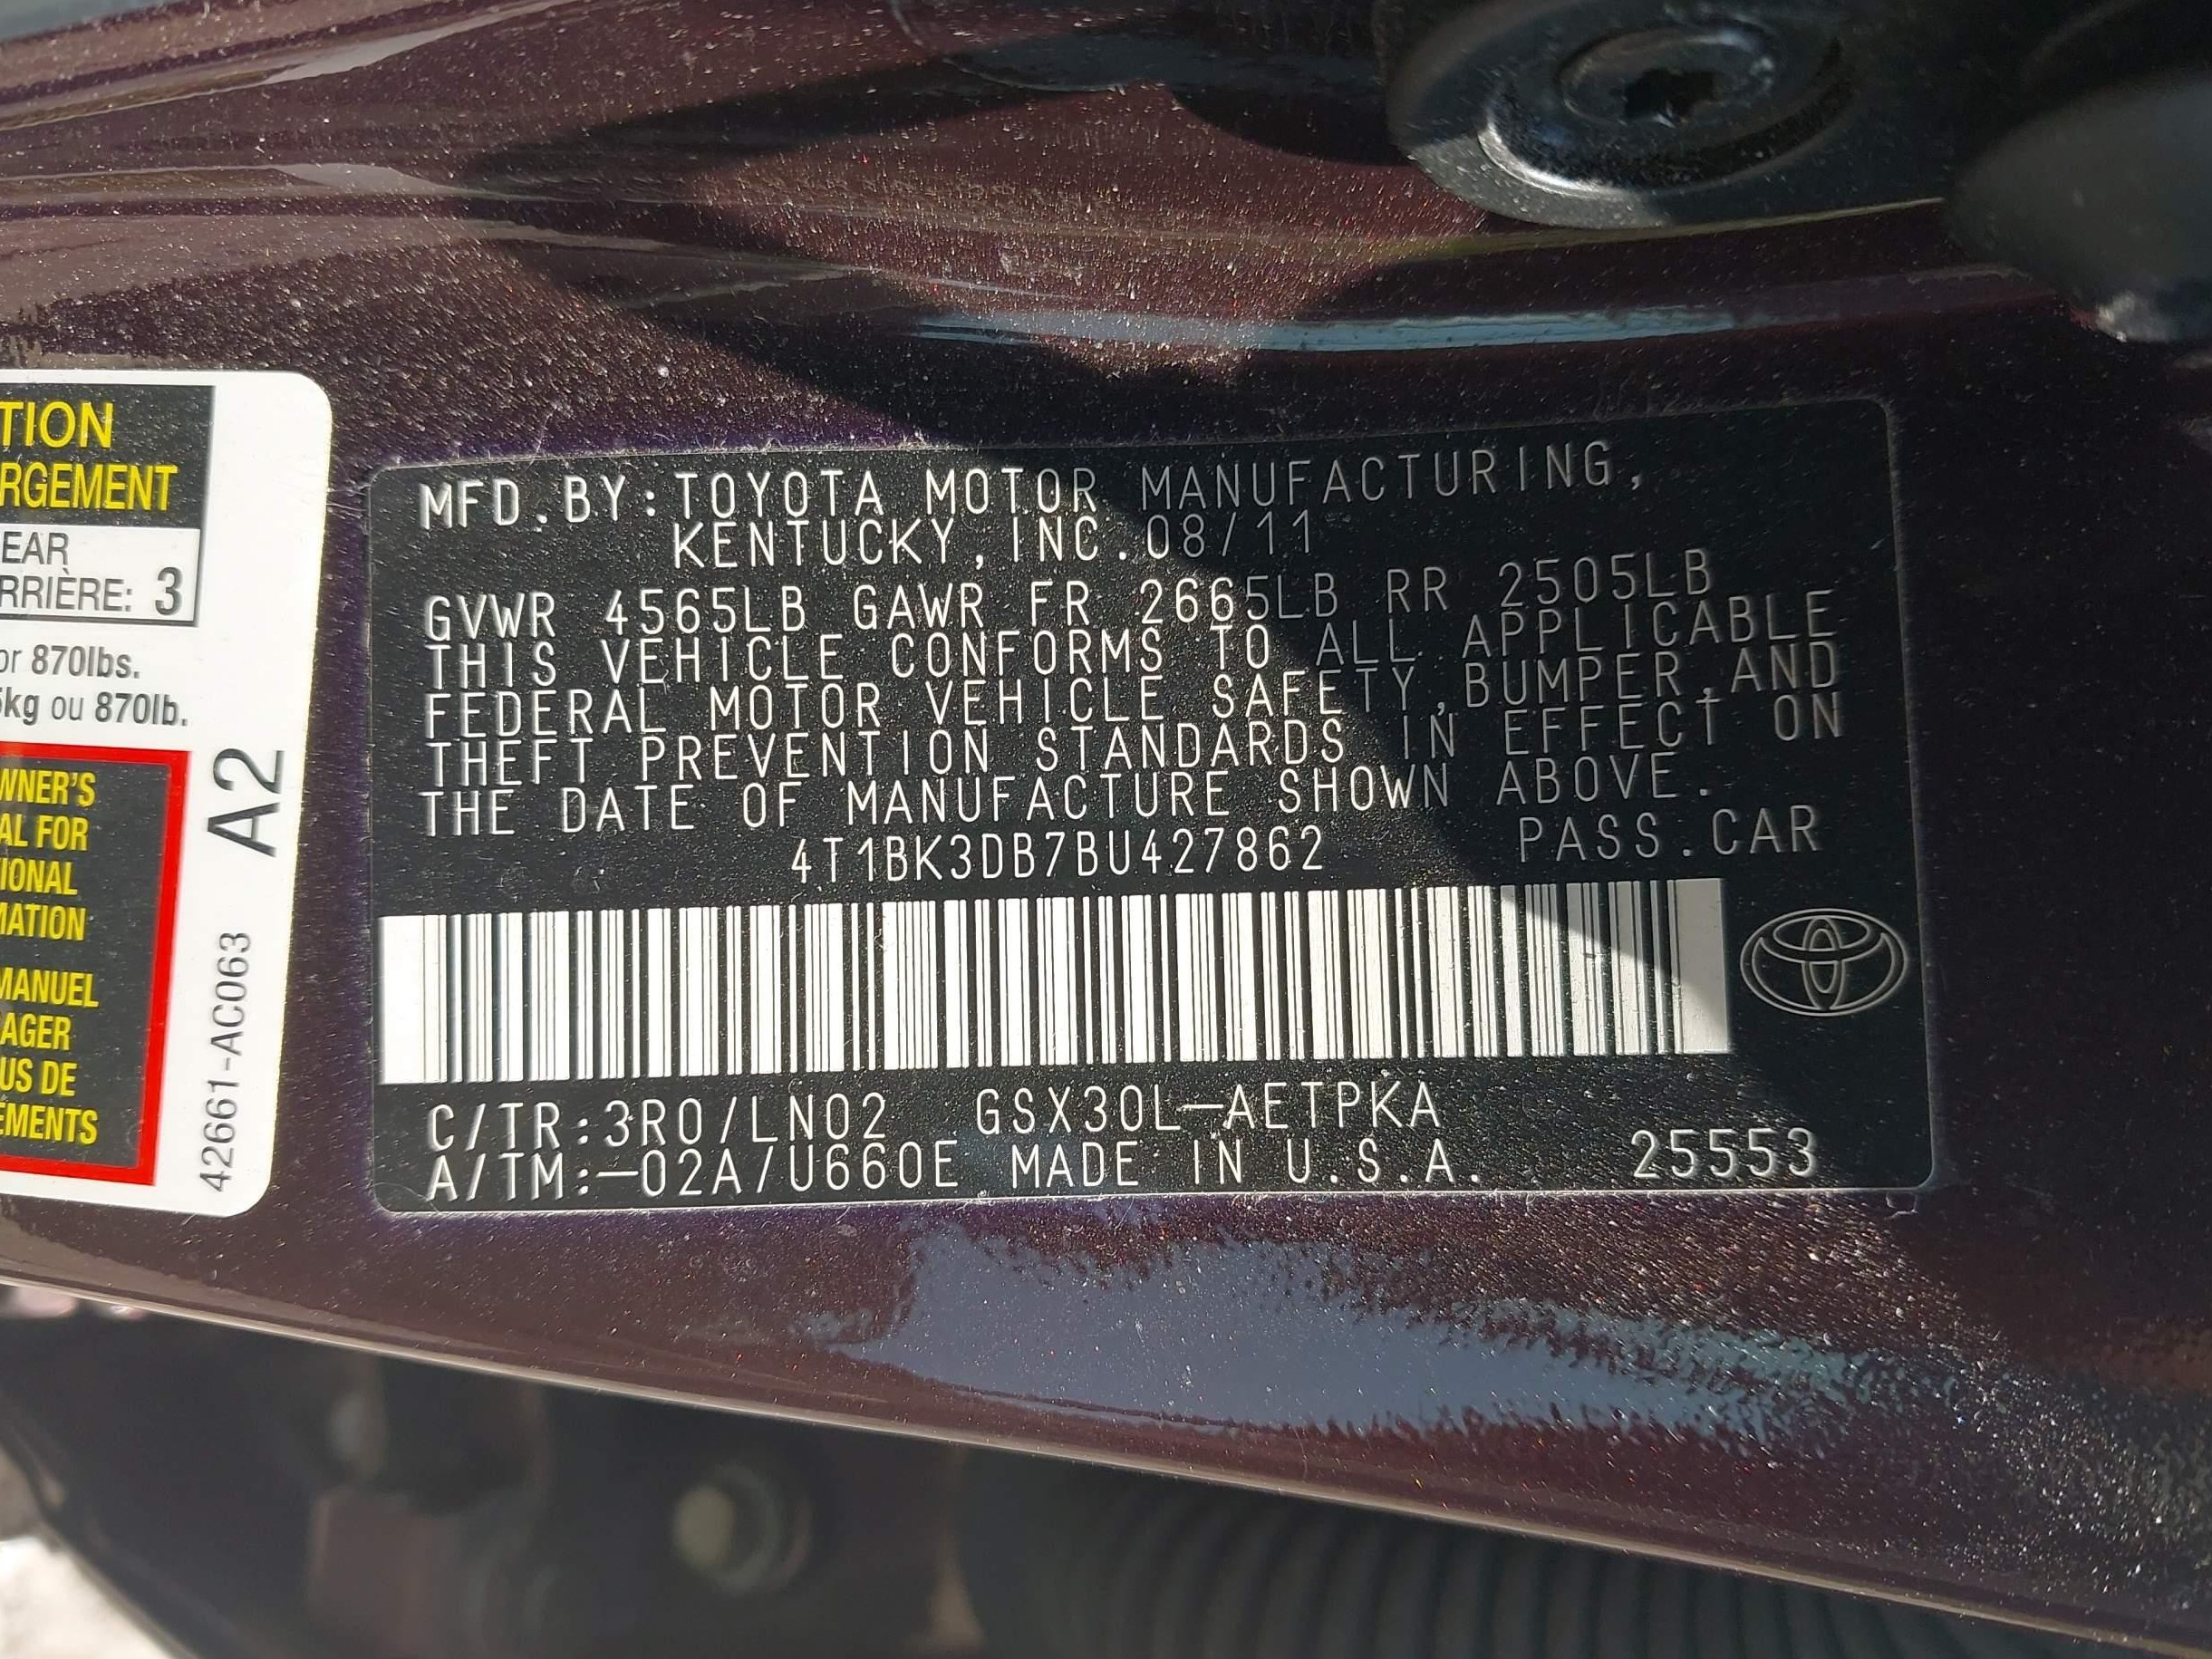 TION
RGEMENT
EAR
RRIÈRE: 3
or 870lbs.
5kg ou 870lb.
WNER'S
AL FOR
IONAL
MATION
MANUEL
AGER
US DE
EMENTS
A2
42661-AC063
MFD.BY:TOYOTA MOTOR MANUFACTURING,
KENTUCKY,INC.08/11
GVWR 4565LB GAWR FR 2665LB RR 2505LB
THIS VEHICLE CONFORMS TO ALL APPLICABLE
FEDERAL MOTOR VEHICLE SAFETY,BUMPER,AND
THEFT PREVENTION STANDARDS IN EFFECT ON
THE DATE OF MANUFACTURE SHOWN ABOVE.
4T1BK3DB7BU427862 PASS.CAR
C/TR:3R0/LN02 GSX30L-AETPKA
A/TM:-02A/U660E MADE IN U.S.A. 25553